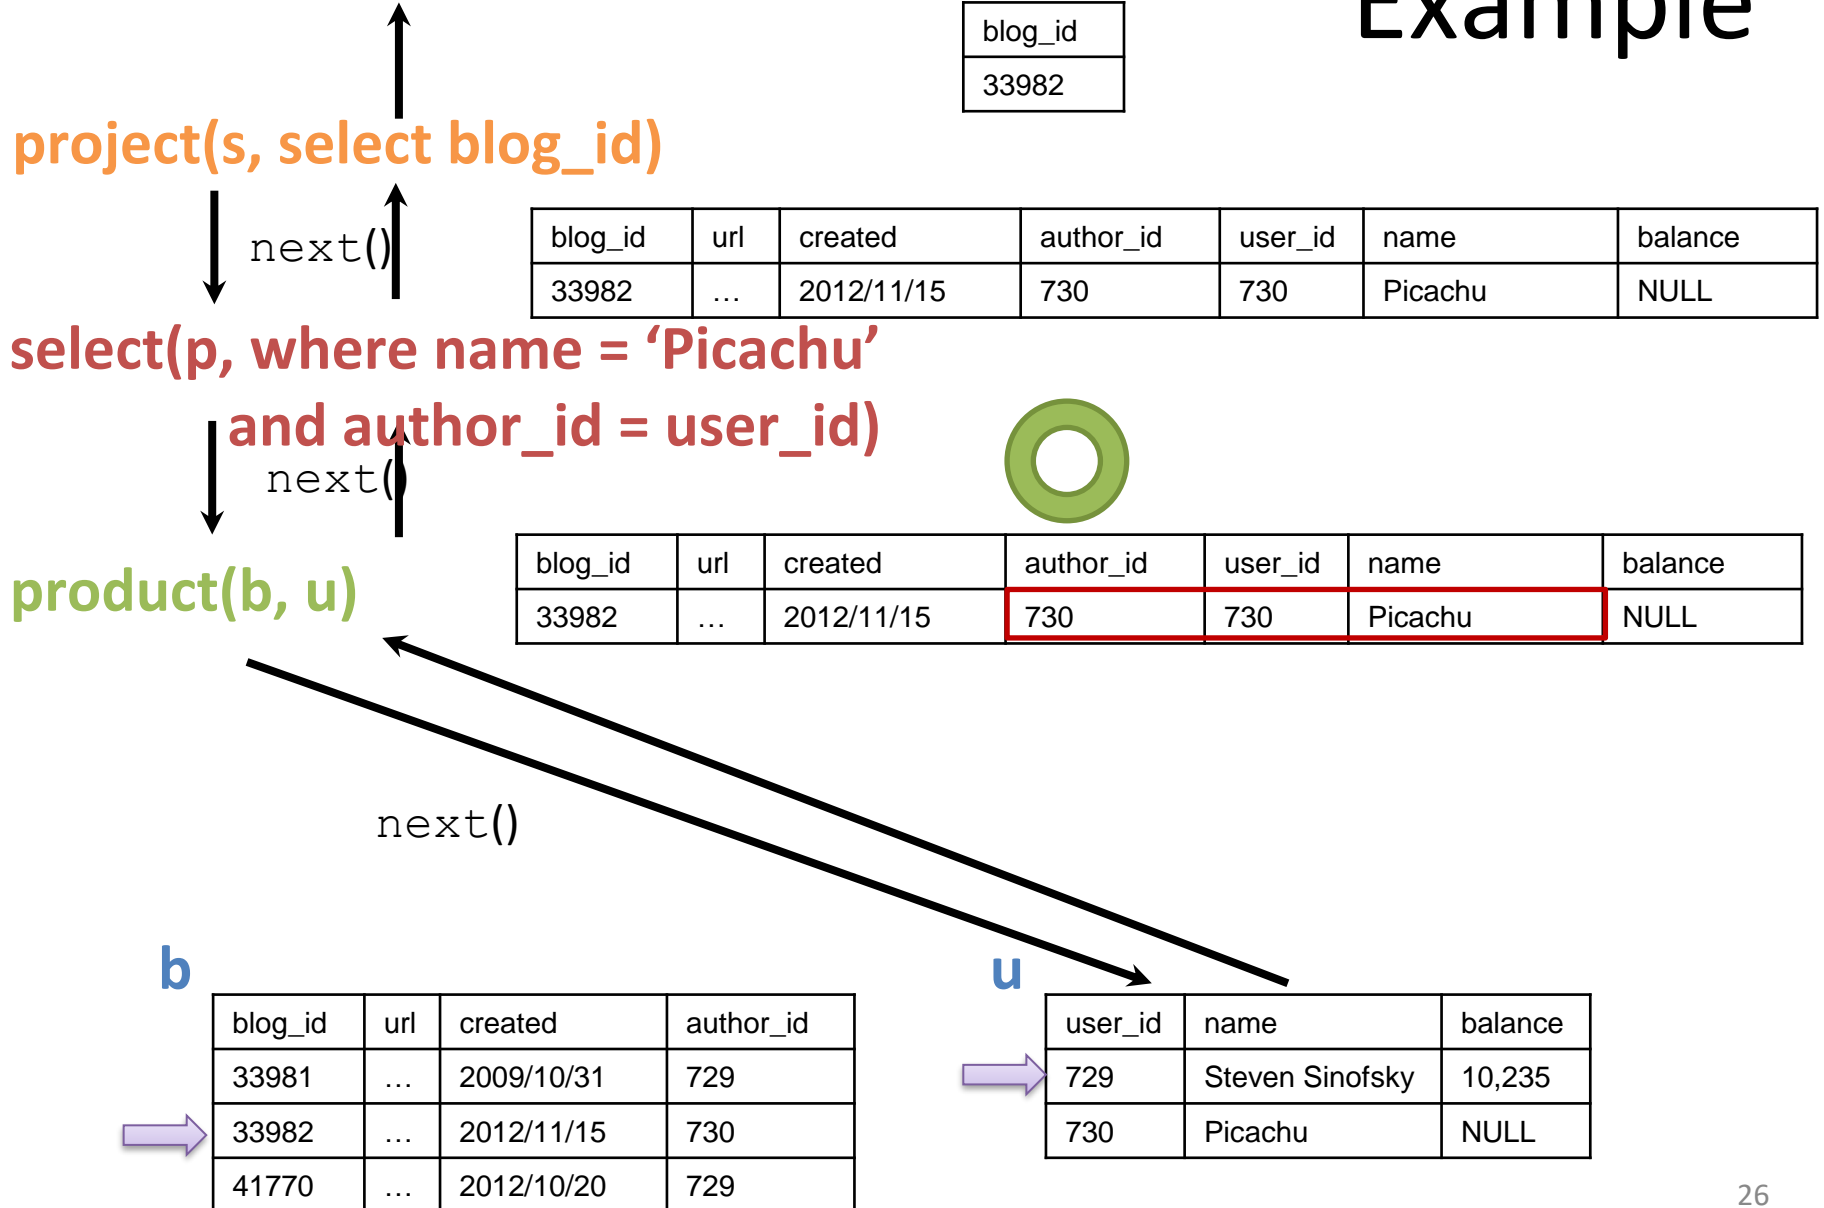 Example
blog_id
33982
project(s, select blog_id)
next()
blog_id url created author_id user_id name balance
33982 … 2012/11/15 730 730 Picachu NULL
select(p, where name = ‘Picachu’
and author_id = user_id)
next()
blog_id url created author_id user_id name balance
33982 … 2012/11/15 730 730 Picachu NULL
product(b, u)
next()
b
blog_id url created author_id
33981 … 2009/10/31 729
33982 … 2012/11/15 730
41770 … 2012/10/20 729
u
user_id name balance
729 Steven Sinofsky 10,235
730 Picachu NULL
26